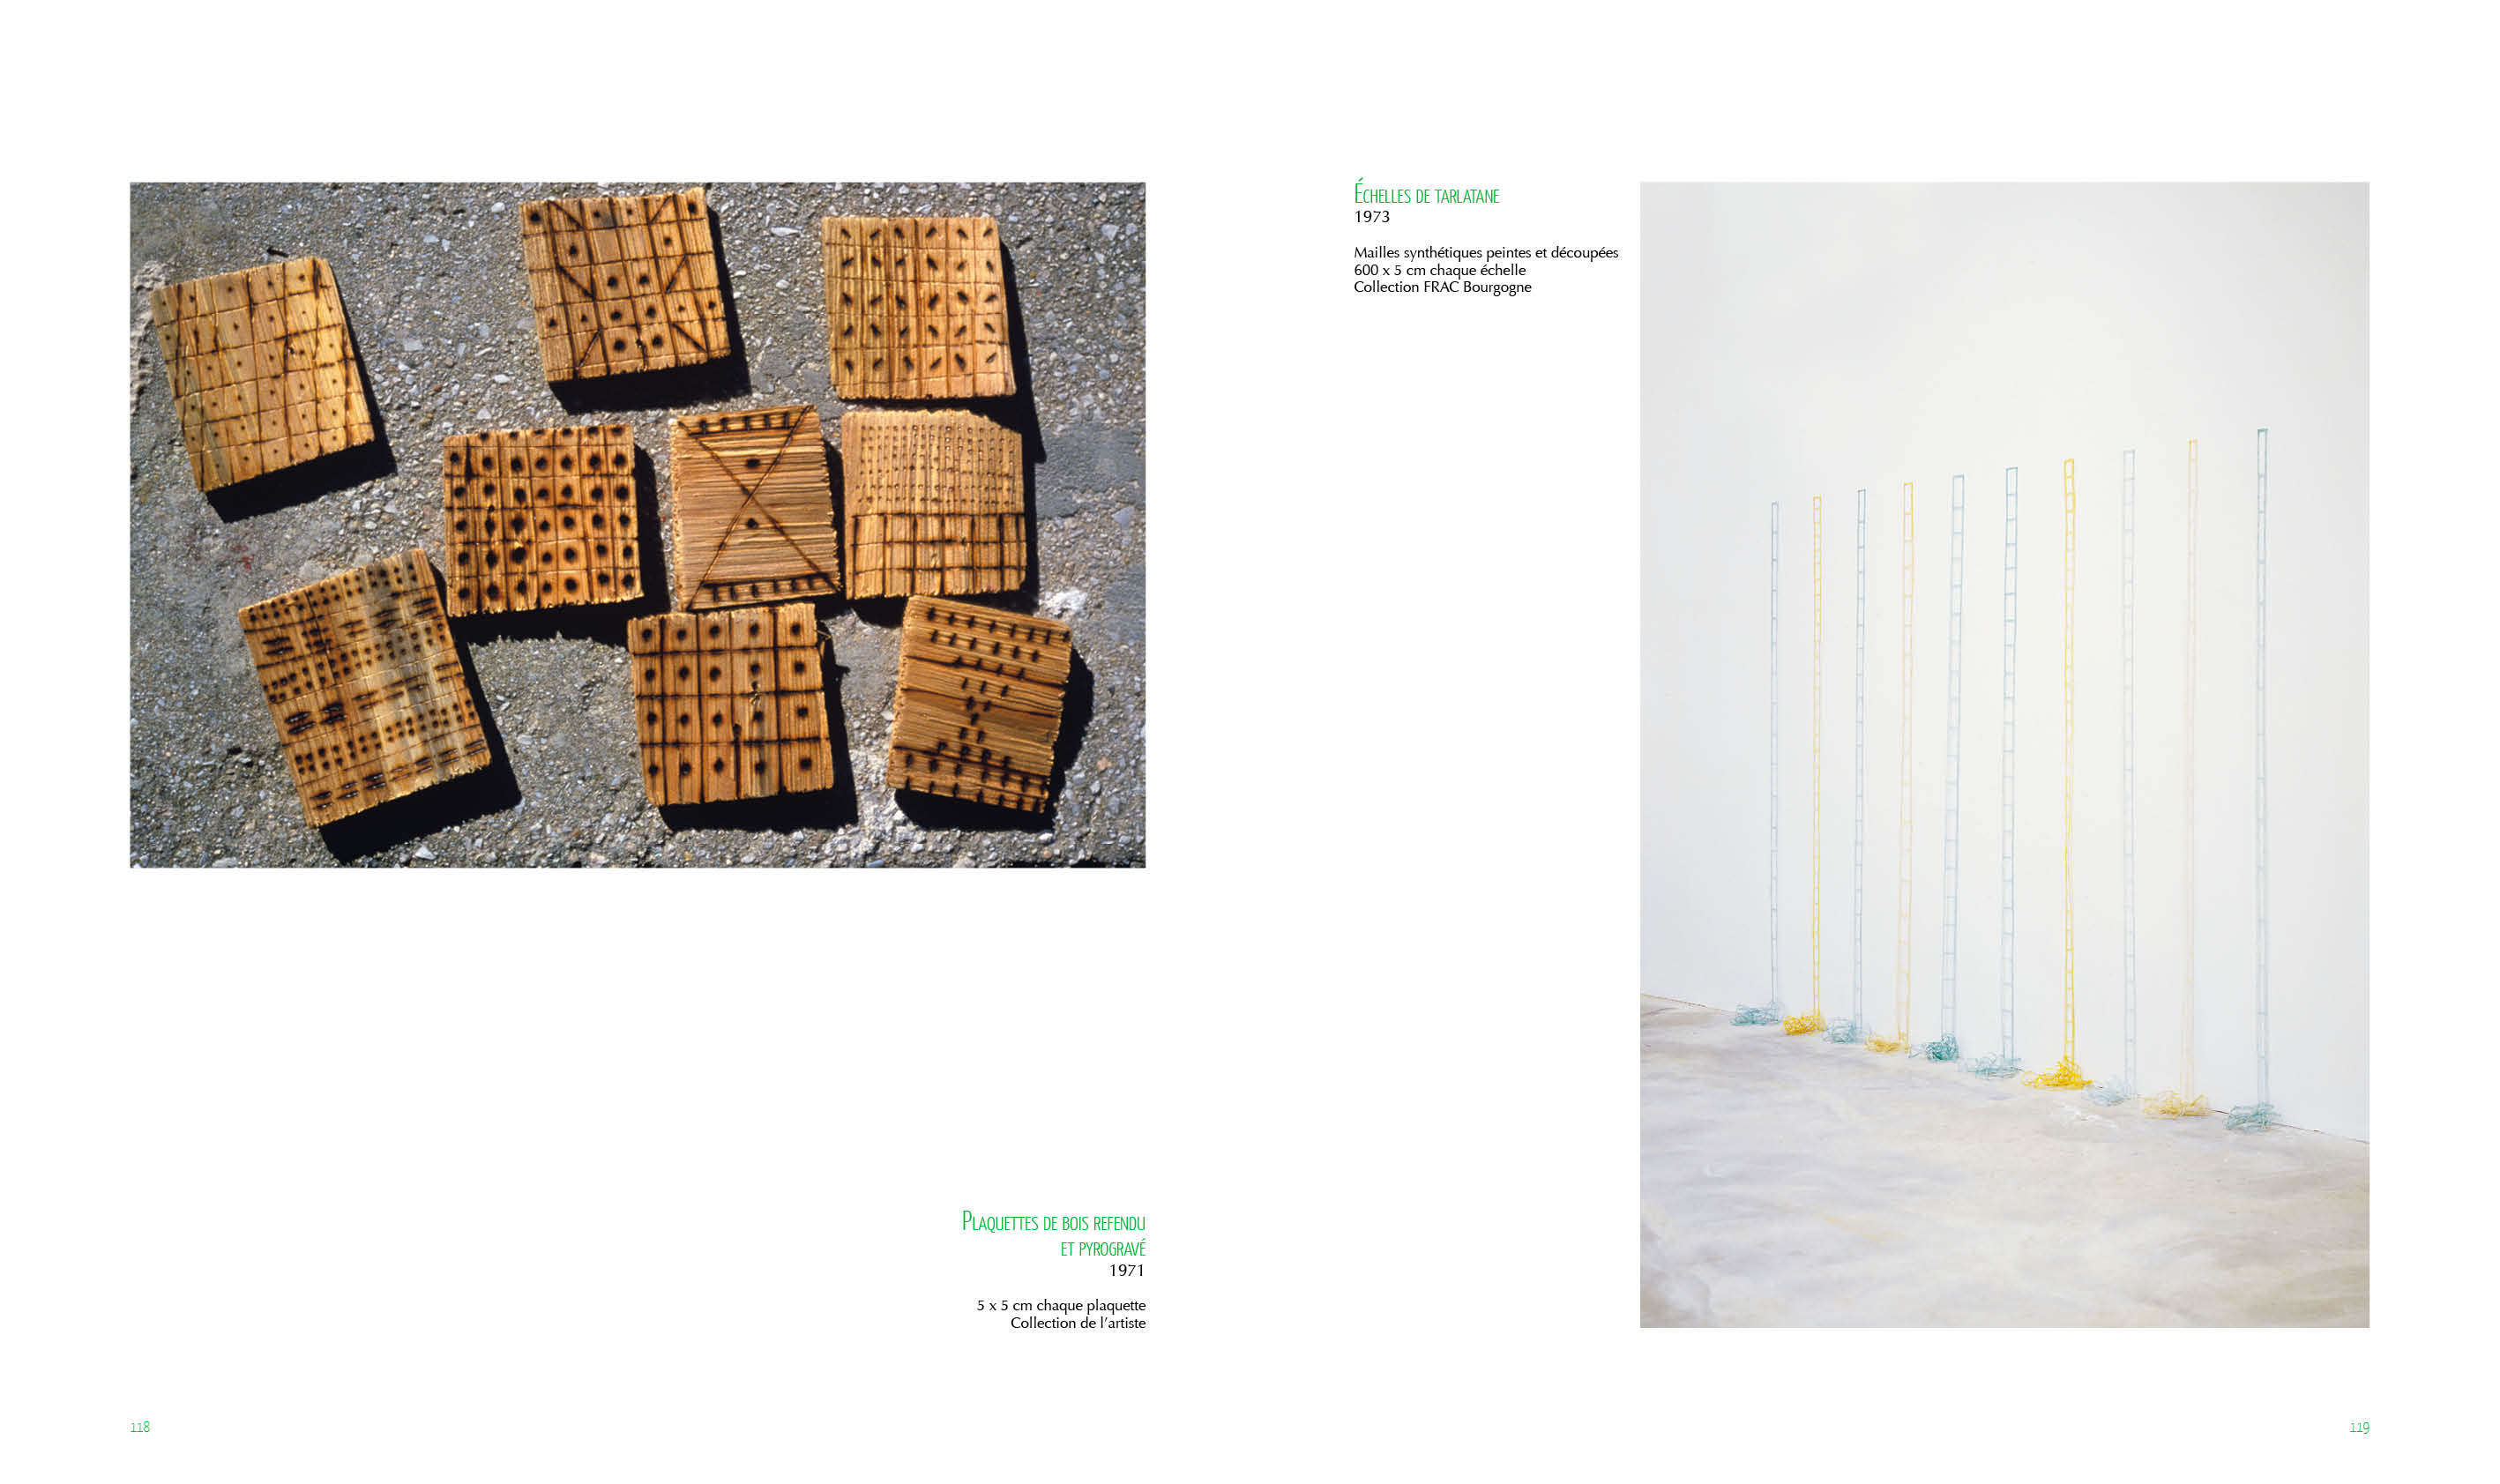 Plaquettes de bois refendu
et pyrogravé
1971
5 x 5 cm chaque plaquette
Collection de l’artiste
118
Échelles de tarlatane
1973
Mailles synthétiques peintes et découpées
600 x 5 cm chaque échelle
Collection FRAC Bourgogne
119